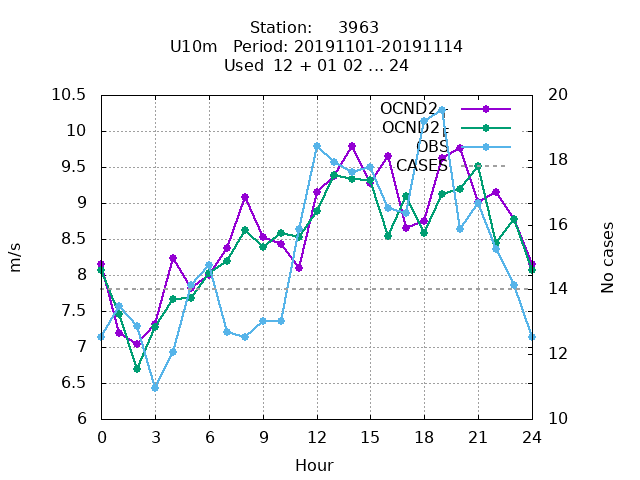 Station:     3963
U10m   Period: 20191101-20191114
Used  12 + 01 02 ... 24
10.5
10
9.5
9
8.5
8
7.5
7
6.5
6
20
18
16
14
12
10
m/s
No cases
OCND2
OCND2
OBS
CASES
0 3 6 9 12 15 18 21 24
Hour